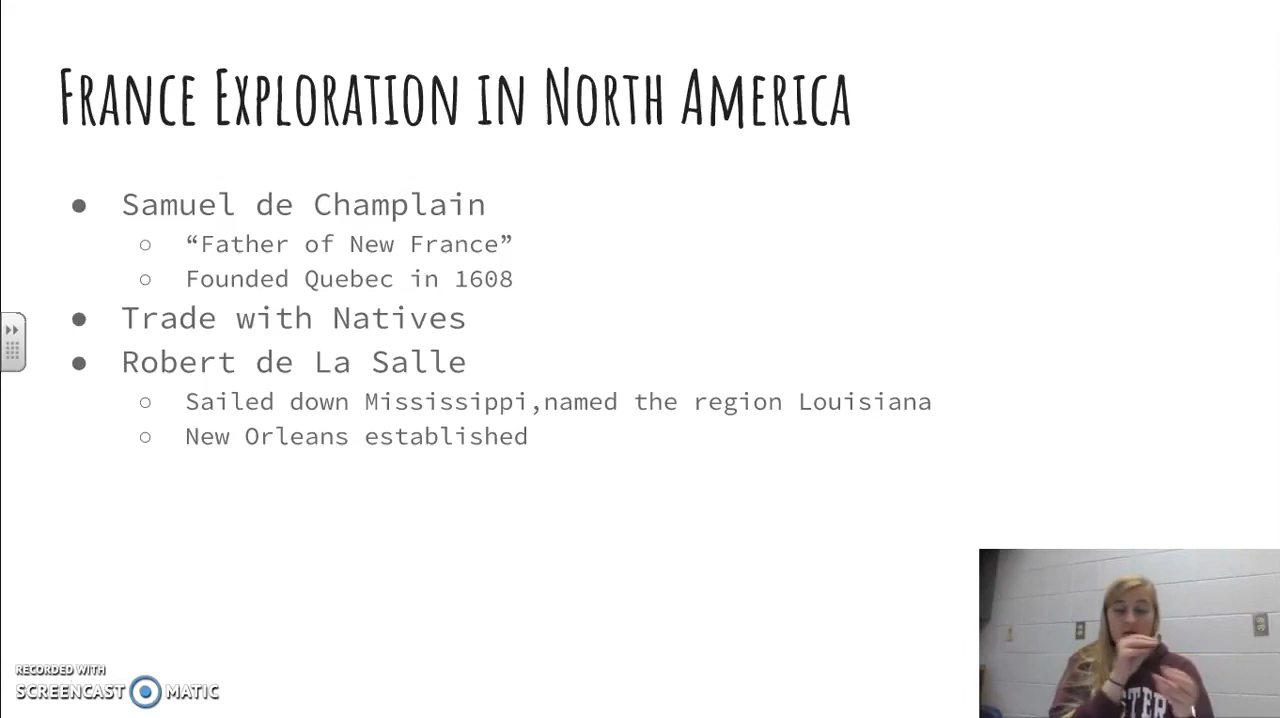 France Exploration in North America
● Samuel de Champlain
○ “Father of New France”
○ Founded Quebec in 1608
● Trade with Natives
● Robert de La Salle
○ Sailed down Mississippi,named the region Louisiana
○ New Orleans established
RECORDED WITH
SCREENCAST MATIC